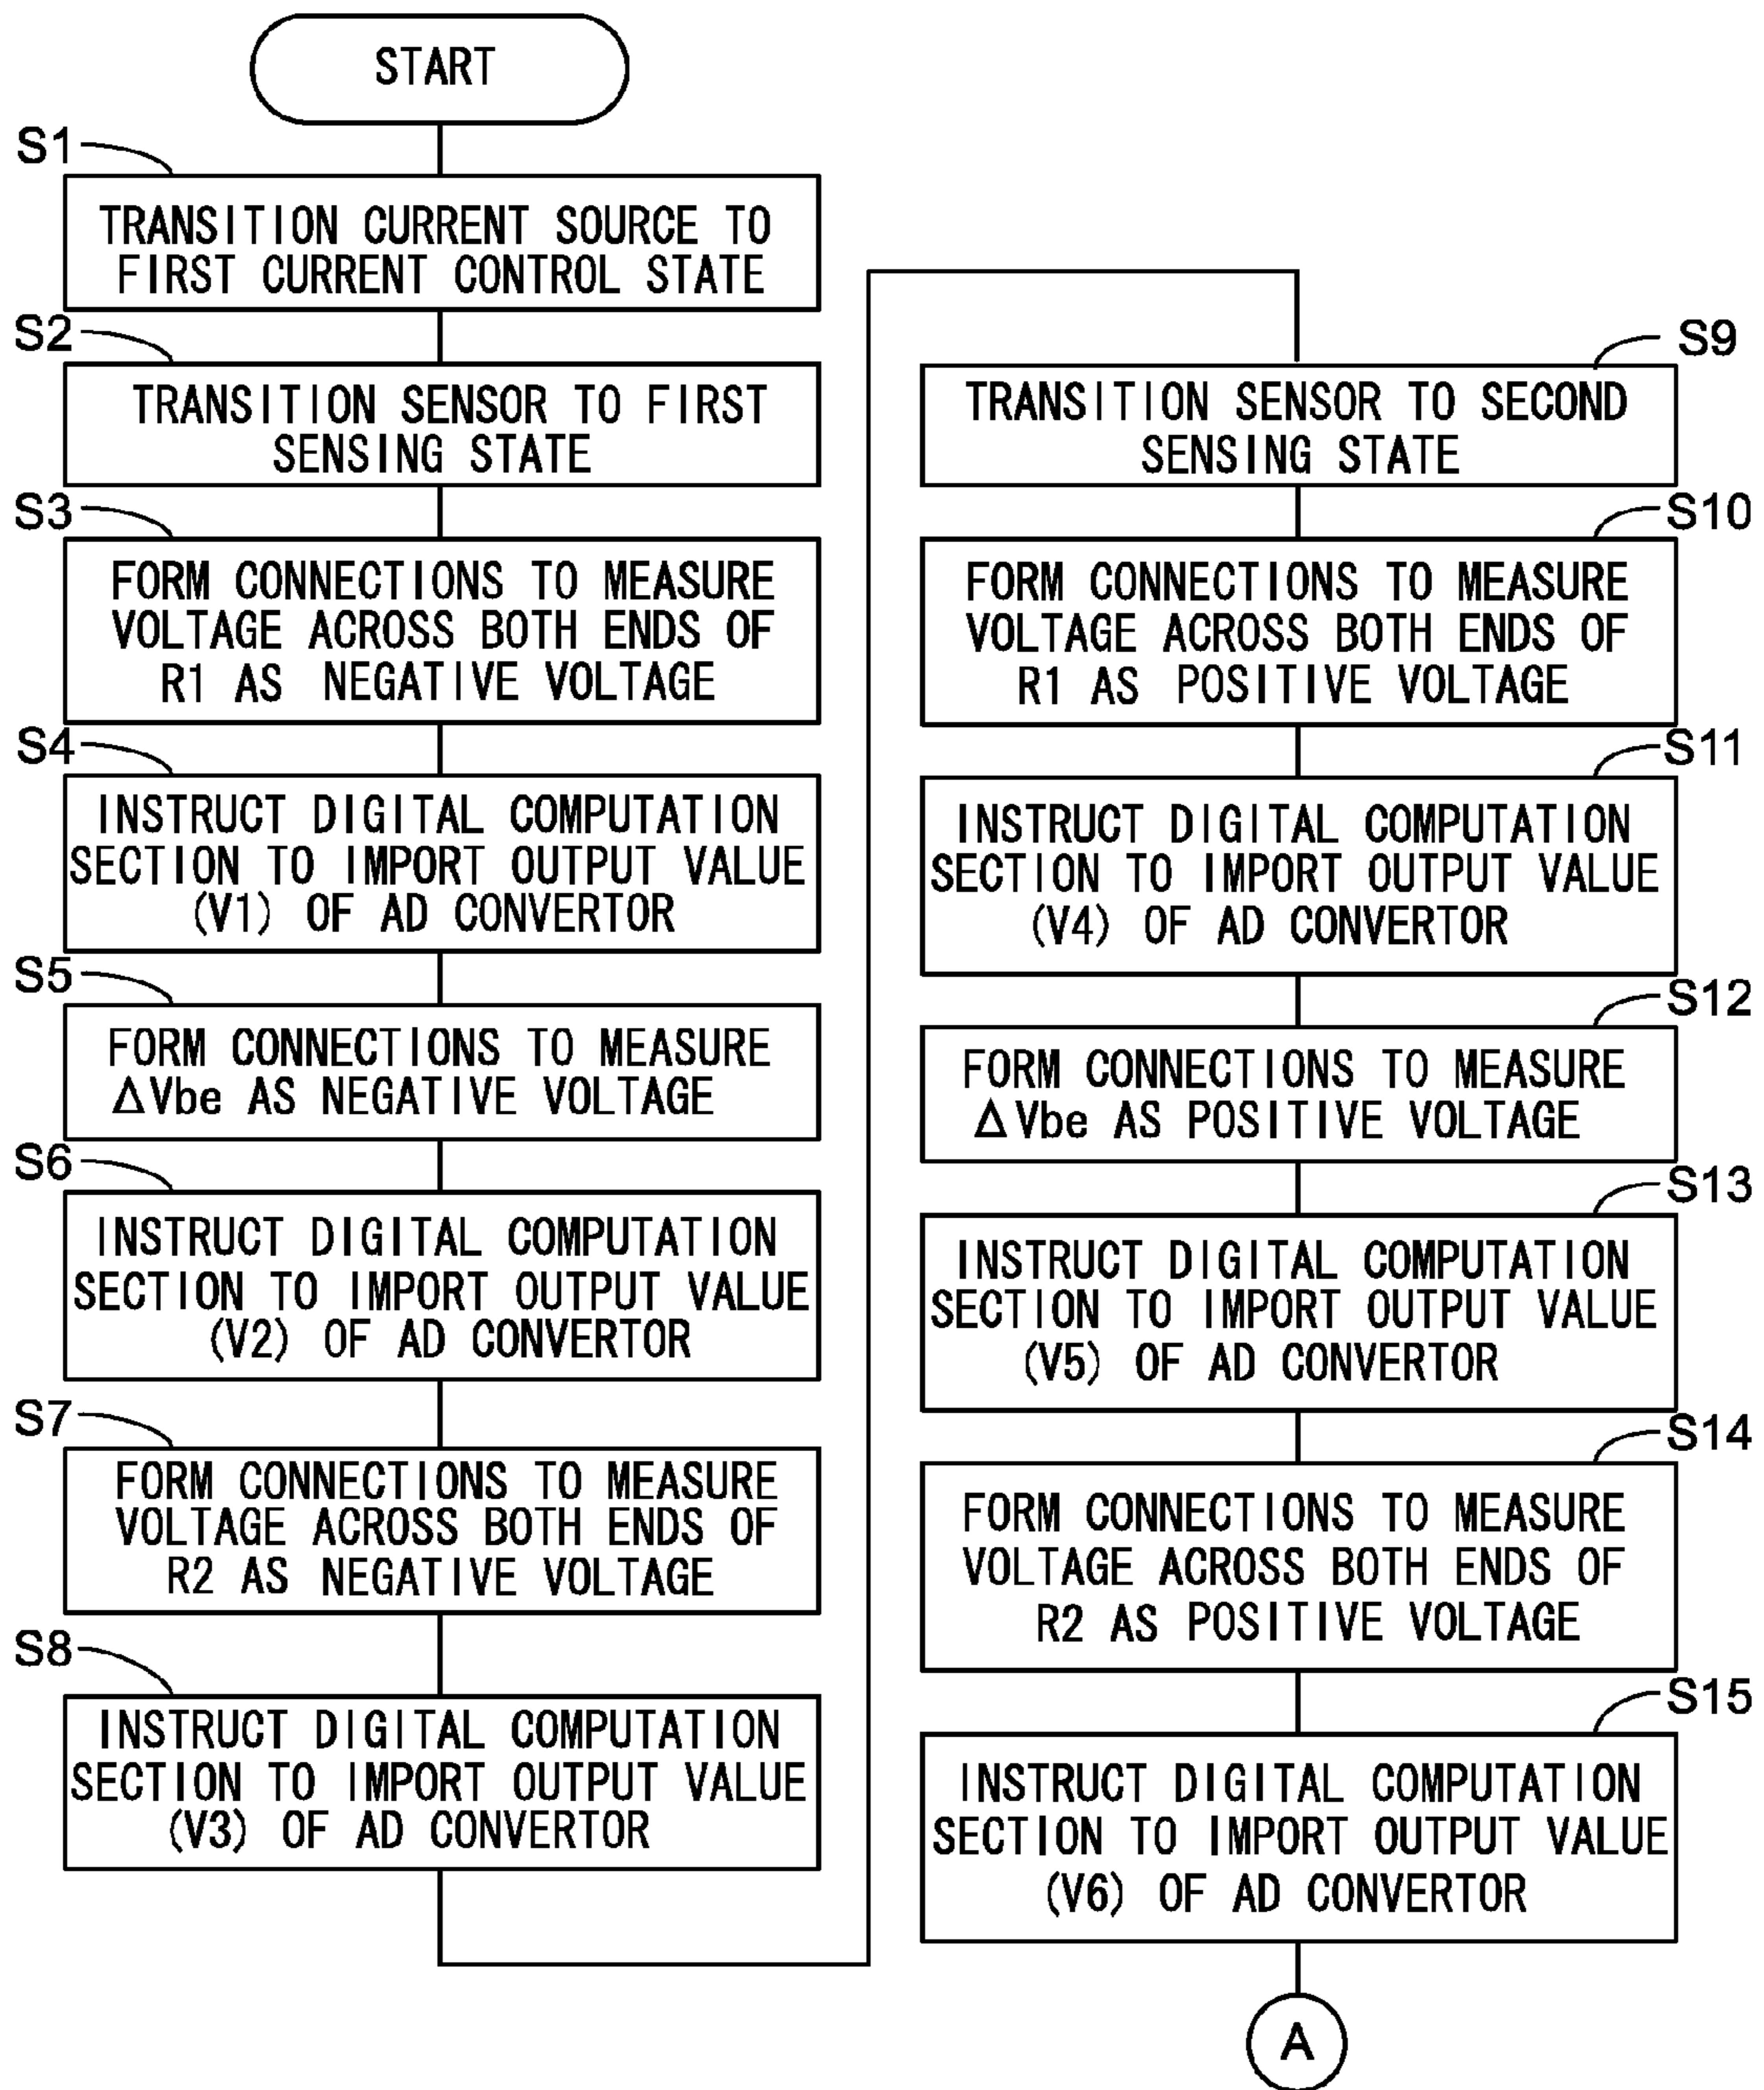 START
S1
TRANSITION CURRENT SOURCE TO
FIRST CURRENT CONTROL STATE
S2
TRANSITION SENSOR TO FIRST
SENSING STATE
S3
FORM CONNECTIONS TO MEASURE
VOLTAGE ACROSS BOTH ENDS OF
R1 AS NEGATIVE VOLTAGE
S4
INSTRUCT DIGITAL COMPUTATION
SECTION TO IMPORT OUTPUT VALUE
(V1) OF AD CONVERTOR
S5
FORM CONNECTIONS TO MEASURE
ΔVbe AS NEGATIVE VOLTAGE
S6
INSTRUCT DIGITAL COMPUTATION
SECTION TO IMPORT OUTPUT VALUE
(V2) OF AD CONVERTOR
S7
FORM CONNECTIONS TO MEASURE
VOLTAGE ACROSS BOTH ENDS OF
R2 AS NEGATIVE VOLTAGE
S8
INSTRUCT DIGITAL COMPUTATION
SECTION TO IMPORT OUTPUT VALUE
(V3) OF AD CONVERTOR
S9
TRANSITION SENSOR TO SECOND
SENSING STATE
S10
FORM CONNECTIONS TO MEASURE
VOLTAGE ACROSS BOTH ENDS OF
R1 AS POSITIVE VOLTAGE
S11
INSTRUCT DIGITAL COMPUTATION
SECTION TO IMPORT OUTPUT VALUE
(V4) OF AD CONVERTOR
S12
FORM CONNECTIONS TO MEASURE
ΔVbe AS POSITIVE VOLTAGE
S13
INSTRUCT DIGITAL COMPUTATION
SECTION TO IMPORT OUTPUT VALUE
(V5) OF AD CONVERTOR
S14
FORM CONNECTIONS TO MEASURE
VOLTAGE ACROSS BOTH ENDS OF
R2 AS POSITIVE VOLTAGE
S15
INSTRUCT DIGITAL COMPUTATION
SECTION TO IMPORT OUTPUT VALUE
(V6) OF AD CONVERTOR
A